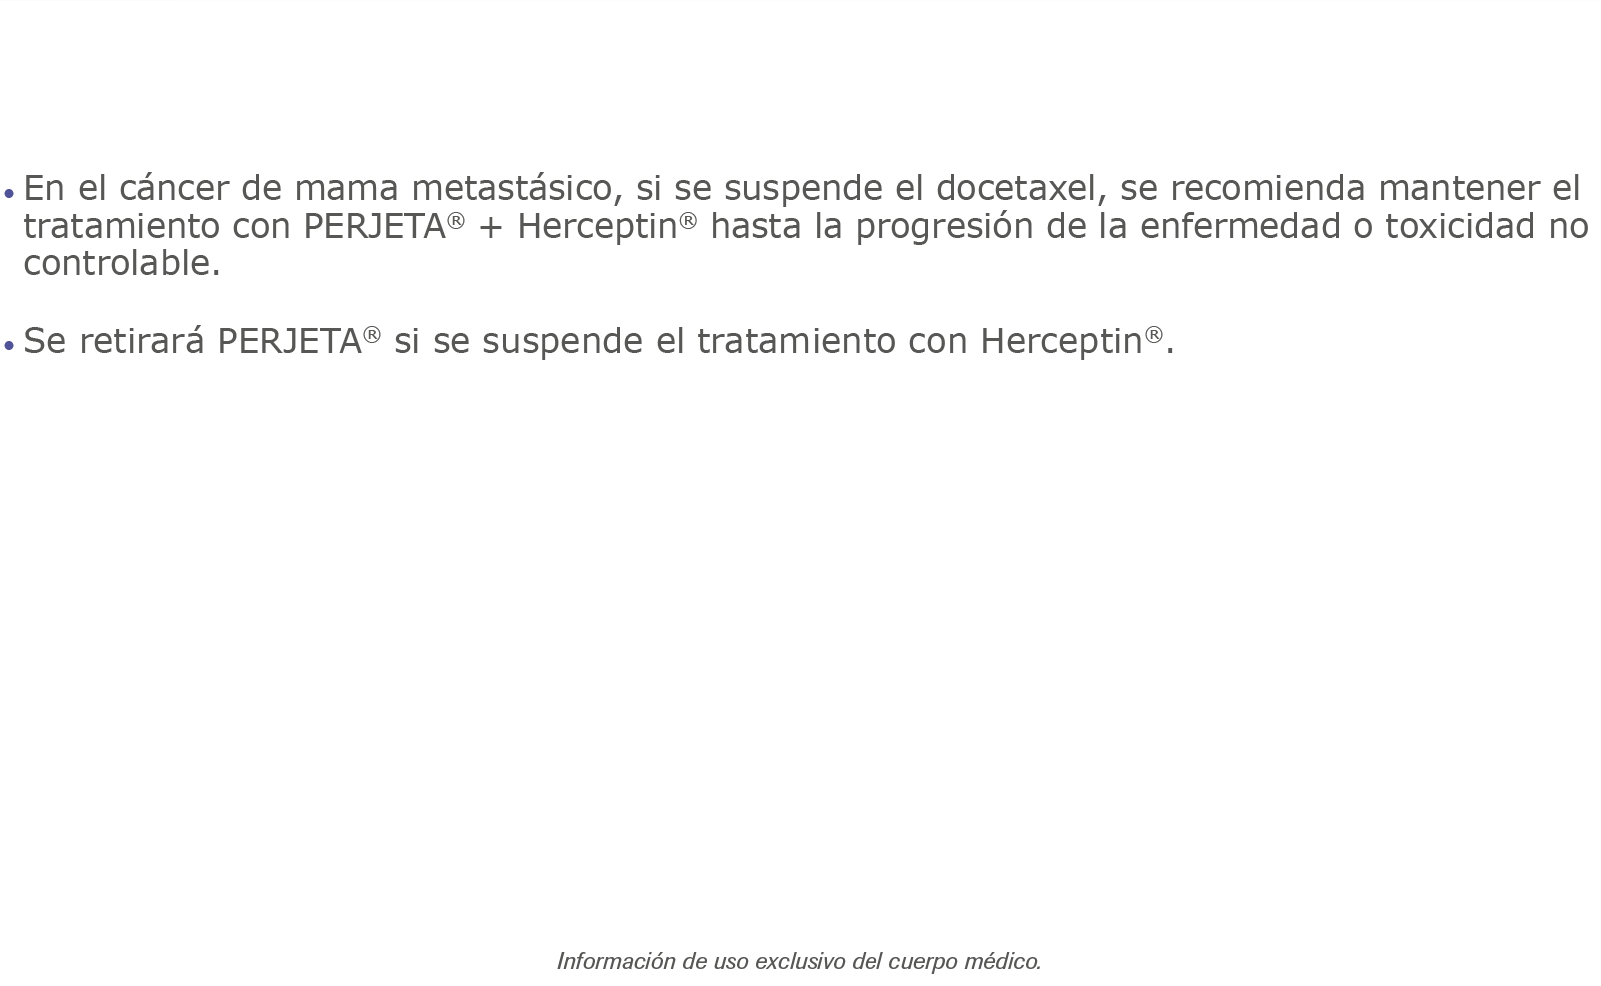 • En el cáncer de mama metastásico, si se suspende el docetaxel, se recomienda mantener el
tratamiento con PERJETA® + Herceptin® hasta la progresión de la enfermedad o toxicidad no
controlable.
• Se retirará PERJETA® si se suspende el tratamiento con Herceptin®.
Información de uso exclusivo del cuerpo médico.